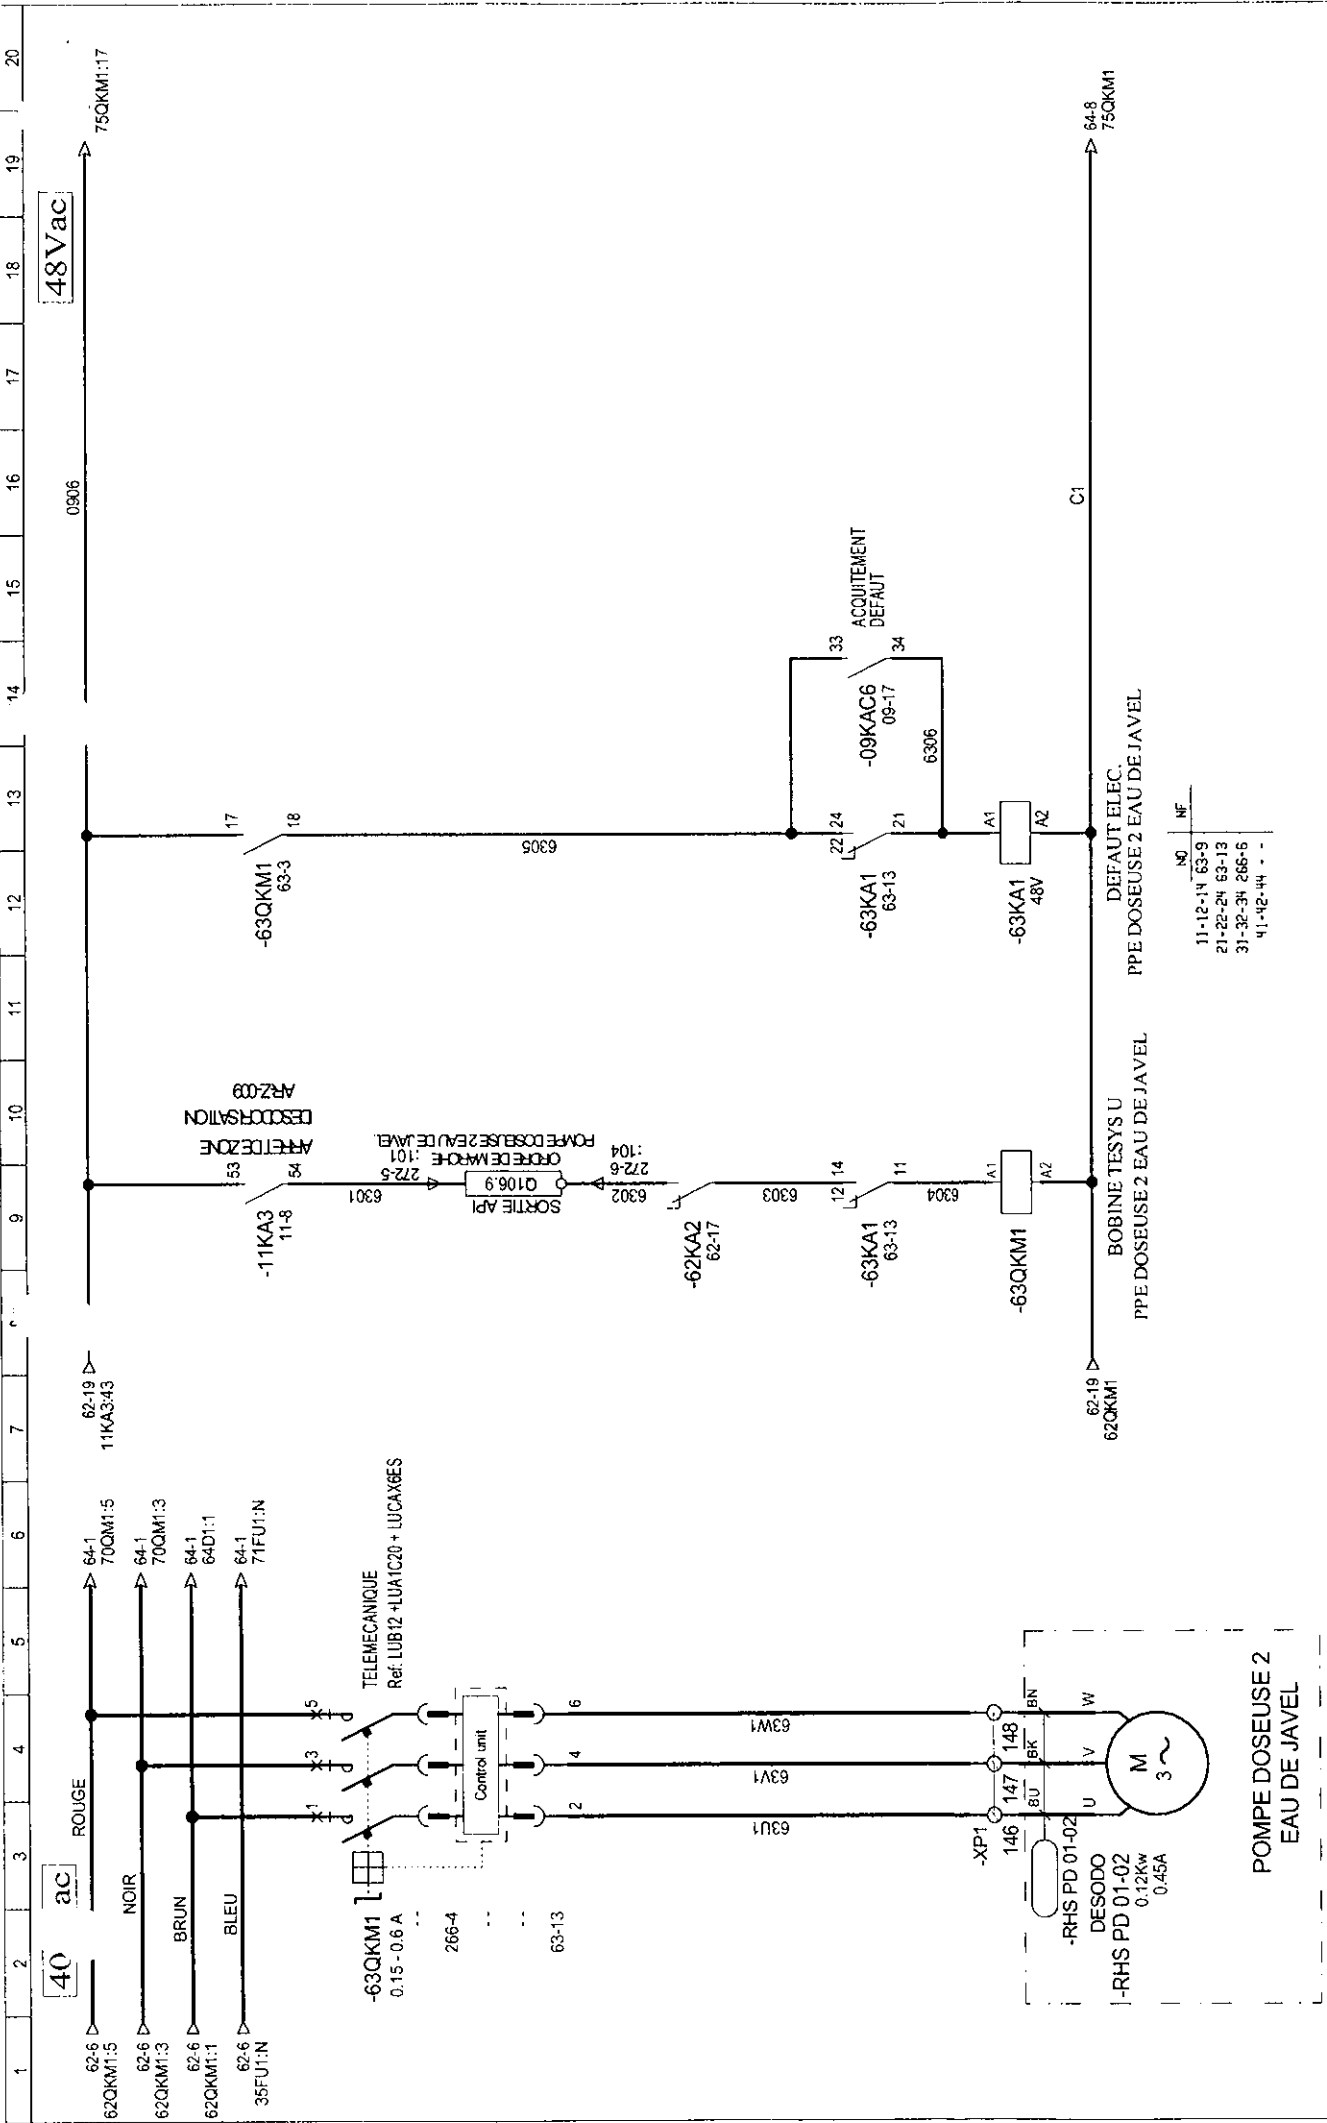 1
2
3
4
5
6
7
9
10
11
12
13
14
15
16
17
18
19
20
40
ac
48Vac
62-6
62QKM1:5
ROUGE
64-1
70QM1:5
62-6
62QKM1:3
NOIR
64-1
70QM1:3
62-6
62QKM1:1
BRUN
64-1
64D1:1
62-6
35FU1:N
BLEU
64-1
71FU1:N
-63QKM1
0.15 - 0.6 A
266-4
63-13
1
3
5
TELEMECANIQUE
Ref: LUB12 +LUA1C20 + LUCAX6ES
Control unit
2
4
6
63U1
63V1
63W1
-XP1
146
147
148
BU
BK
BN
U
V
W
M
3~
-RHS PD 01-02
DESODO
-RHS PD 01-02
0.12Kw
0.45A
POMPE DOSEUSE 2
EAU DE JAVEL
62-19
11KA3:43
0906
75QKM1:17
-11KA3
11-8
53
54
ARRET DE ZONE
DESODORISATION
ARZ-009
6301
272-5
:101
SORTIE API
Q106.9
ORDRE DE MARCHE
POMPE DOSEUSE 2 EAU DE JAVEL
6302
272-6
:104
-62KA2
62-17
6303
-63KA1
63-13
12
14
11
6304
-63QKM1
A1
A2
BOBINE TESYS U
PPE DOSEUSE 2 EAU DE JAVEL
-63QKM1
63-3
17
18
6305
-63KA1
63-13
22
24
21
-09KAC6
09-17
33
34
ACQUITEMENT
DEFAUT
6306
-63KA1
48V
A1
A2
DEFAUT ELEC.
PPE DOSEUSE 2 EAU DE JAVEL
NO NF
11-12-14 63-9
21-22-24 63-13
31-32-34 266-6
41-42-44 - -
62-19
62QKM1
C1
64-8
75QKM1